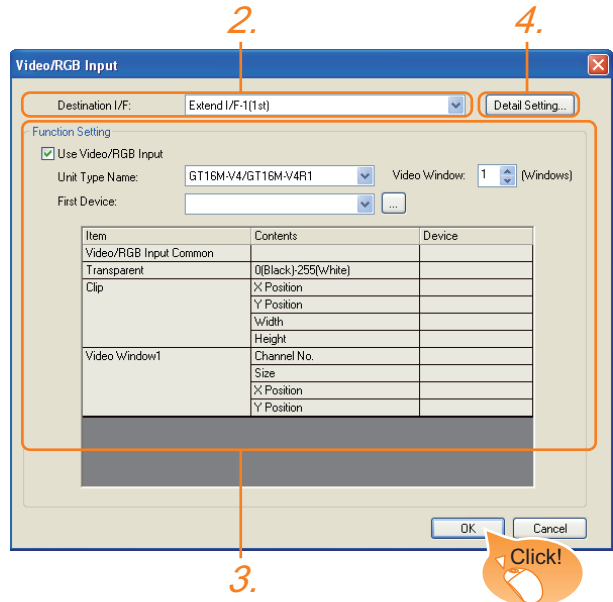 2.
4.
Video/RGB Input
Destination I/F: Extend I/F-1(1st) Detail Setting...
Function Setting
Use Video/RGB Input
Unit Type Name: GT16M-V4/GT16M-V4R1 Video Window: 1 (Windows)
First Device: ...
Item Contents Device
Video/RGB Input Common
Transparent 0(Black)-255(White)
Clip X Position
Y Position
Width
Height
Video Window1 Channel No.
Size
X Position
Y Position
OK Cancel
Click!
3.